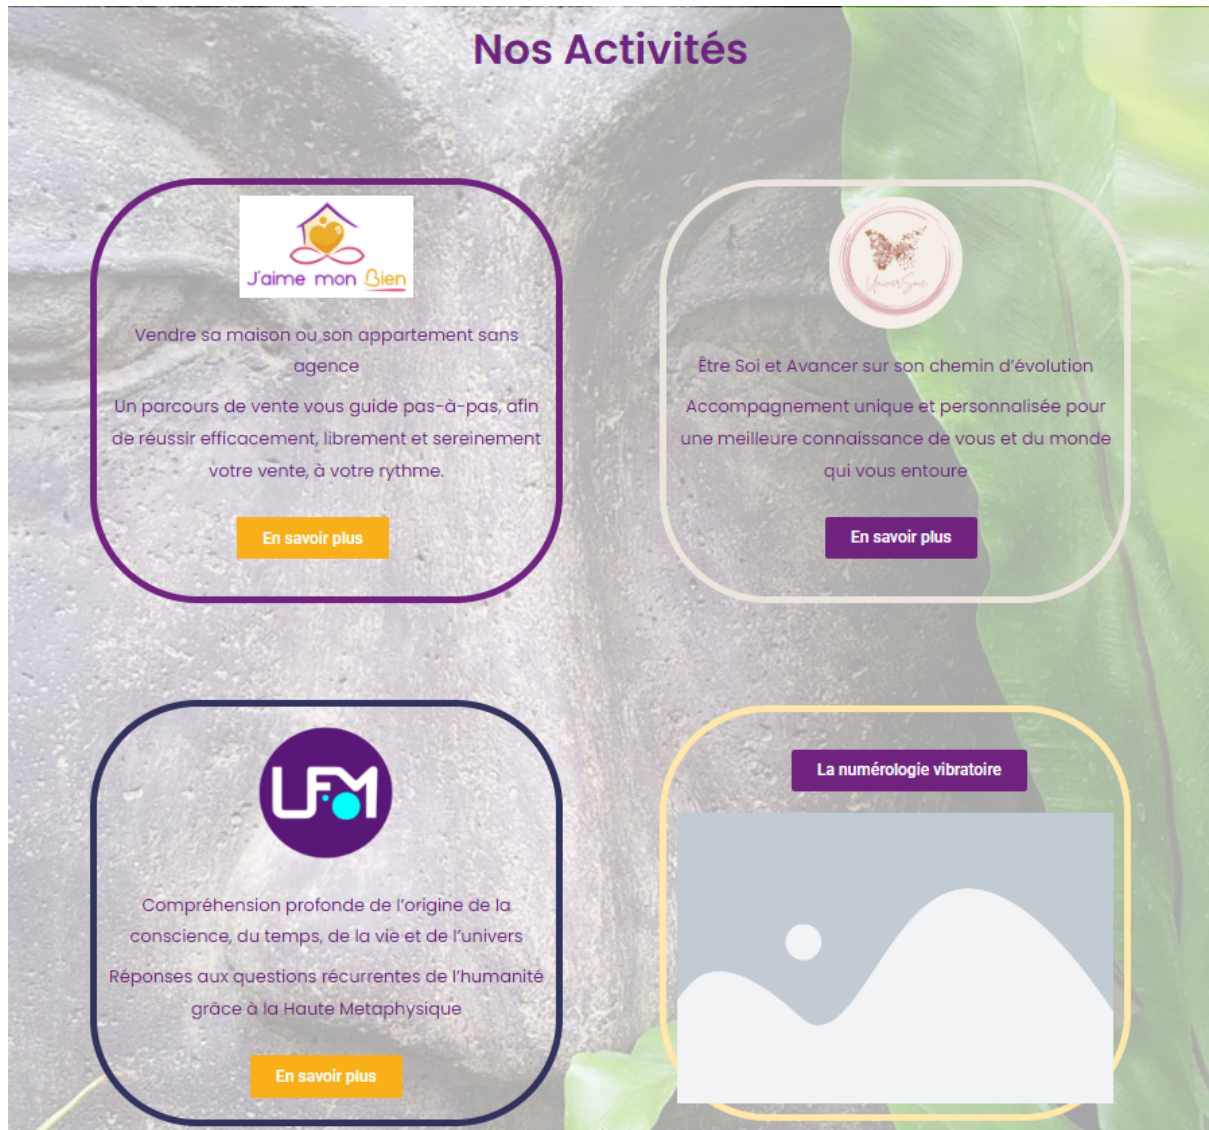 Nos Activités
J'aime mon Bien
Vendre sa maison ou son appartement sans
agence
Un parcours de vente vous guide pas-à-pas, afin
de réussir efficacement, librement et sereinement
votre vente, à votre rythme.
En savoir plus
UniverSoie
Être Soi et Avancer sur son chemin d'évolution
Accompagnement unique et personnalisée pour
une meilleure connaissance de vous et du monde
qui vous entoure
En savoir plus
UFOM
Compréhension profonde de l'origine de la
conscience, du temps, de la vie et de l'univers
Réponses aux questions récurrentes de l'humanité
grâce à la Haute Metaphysique
En savoir plus
La numérologie vibratoire